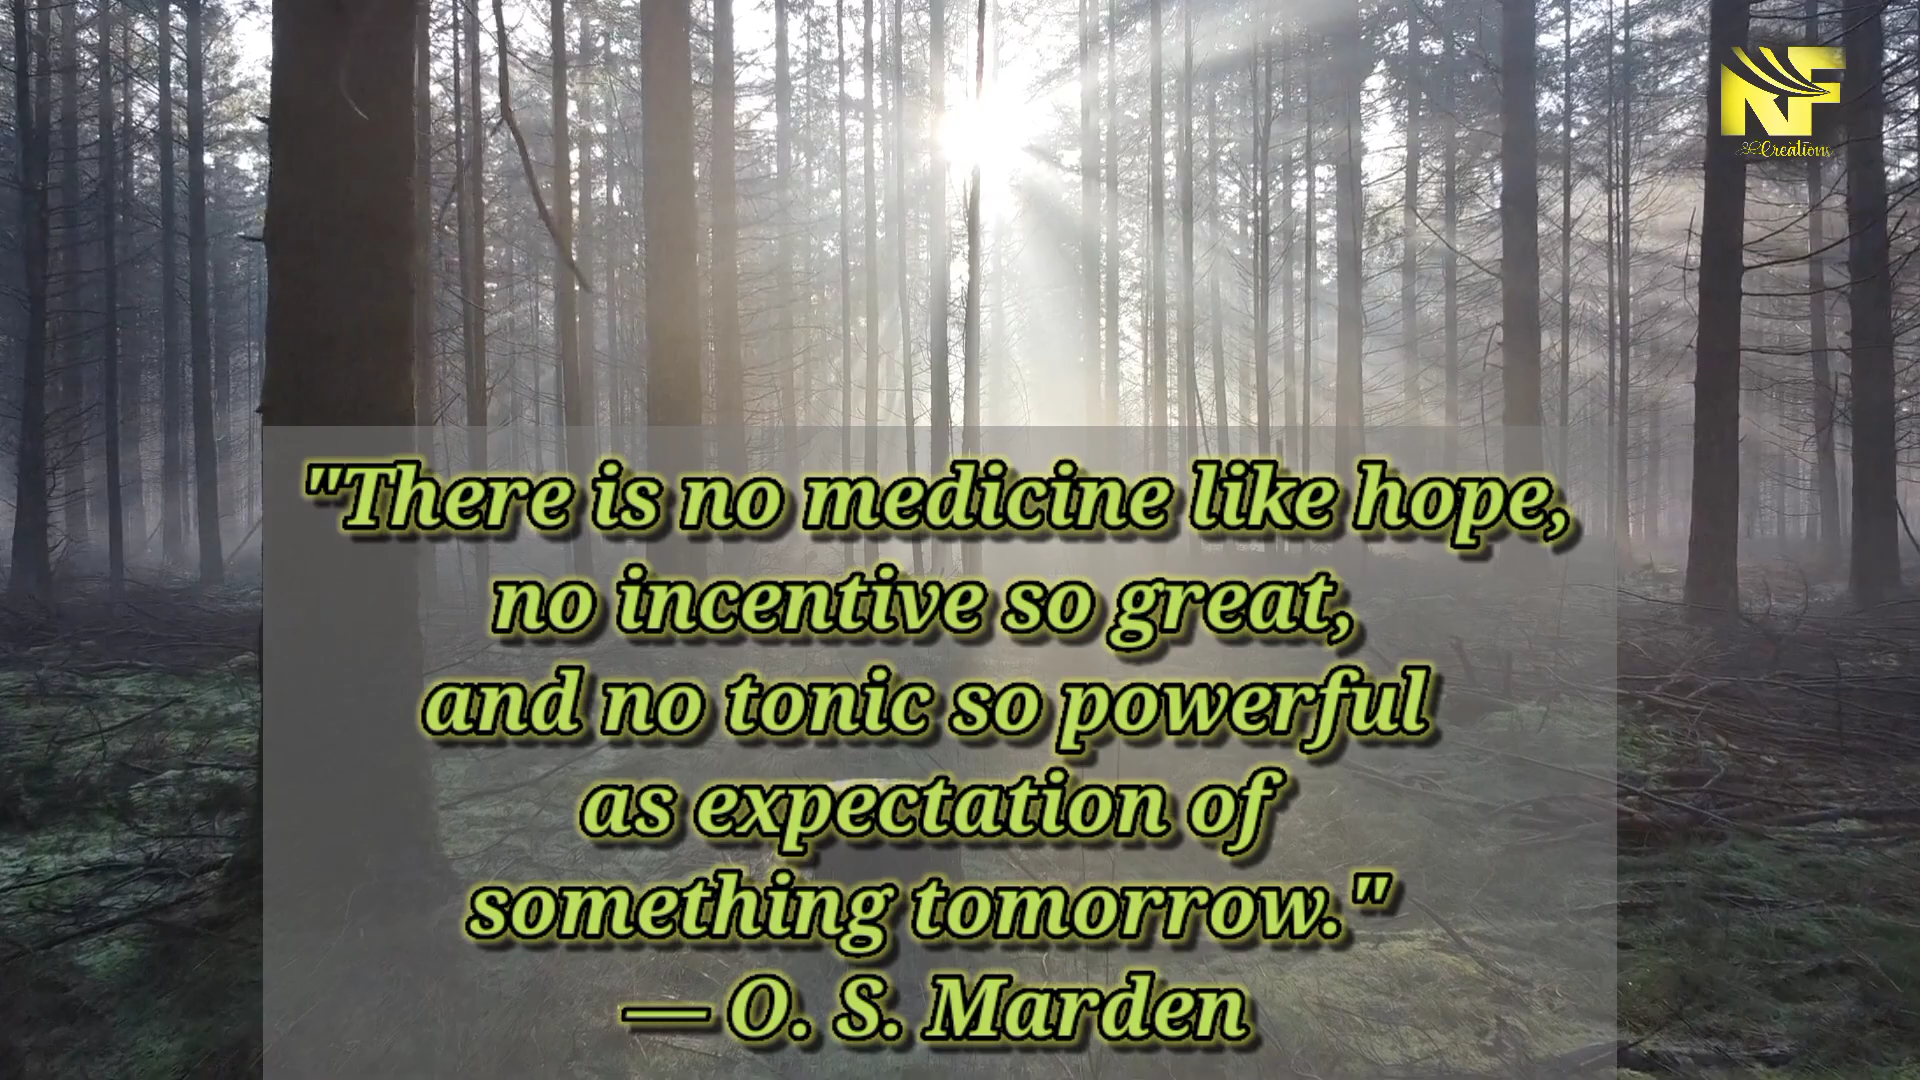 NF
Creations
"There is no medicine like hope,
no incentive so great,
and no tonic so powerful
as expectation of
something tomorrow."
— O. S. Marden